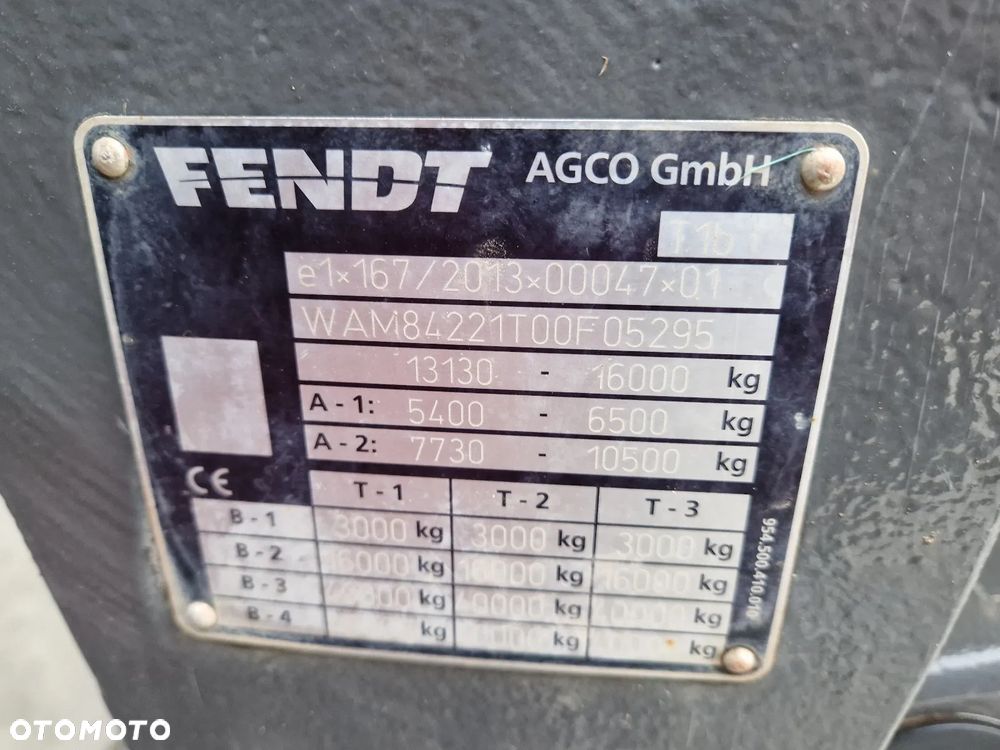 FENDT AGCO GmbH
T1b
e1×167/2013×00047×01
WAM84221T00F05295
13130 - 16000 kg
A - 1: 5400 - 6500 kg
A - 2: 7730 - 10500 kg
CE T - 1 T - 2 T - 3
B - 1 3000 kg 3000 kg 3000 kg
B - 2 16000 kg 16000 kg 16000 kg
B - 3 kg kg kg
B - 4 kg kg kg
954.500.410.010
OTOMOTO